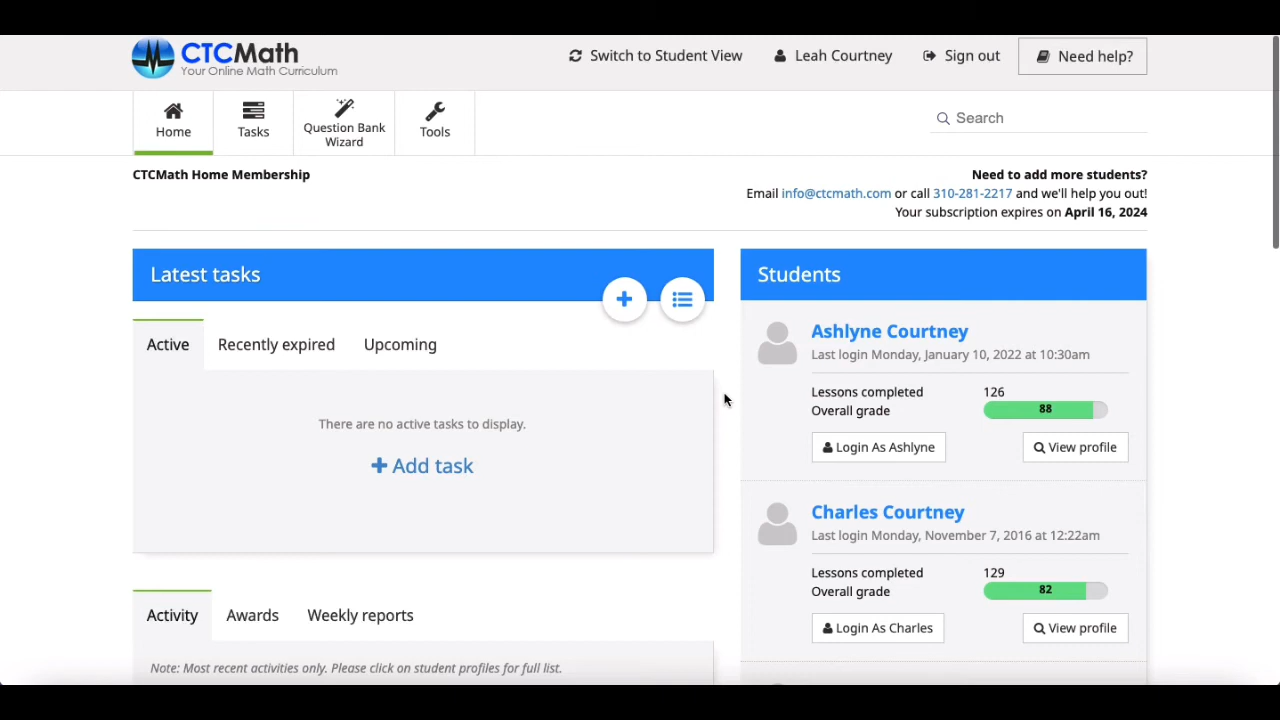 CTCMath
Your Online Math Curriculum
Switch to Student View
Leah Courtney
Sign out
Need help?
Home
Tasks
Question Bank
Wizard
Tools
Search
CTCMath Home Membership
Need to add more students?
Email info@ctcmath.com or call 310-281-2217 and we'll help you out!
Your subscription expires on April 16, 2024
Latest tasks
Active
Recently expired
Upcoming
There are no active tasks to display.
Add task
Activity
Awards
Weekly reports
Note: Most recent activities only. Please click on student profiles for full list.
Students
Ashlyne Courtney
Last login Monday, January 10, 2022 at 10:30am
Lessons completed 126
Overall grade 88
Login As Ashlyne
View profile
Charles Courtney
Last login Monday, November 7, 2016 at 12:22am
Lessons completed 129
Overall grade 82
Login As Charles
View profile